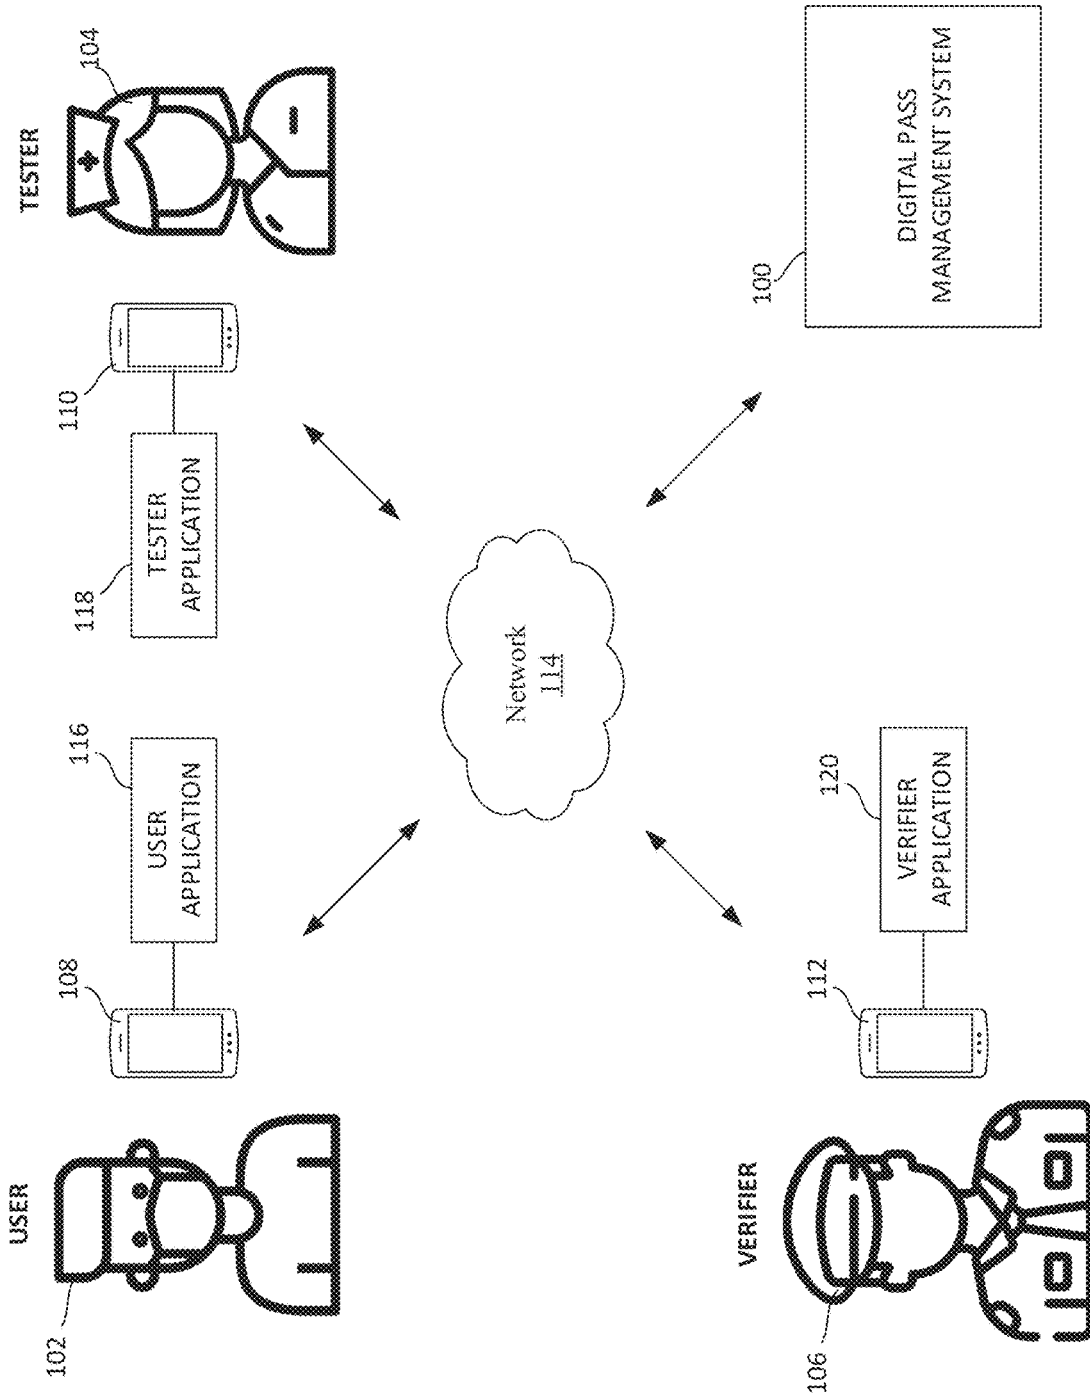 USER
102
108
116
USER
APPLICATION
TESTER
104
110
118
TESTER
APPLICATION
Network
114
VERIFIER
106
112
120
VERIFIER
APPLICATION
100
DIGITAL PASS
MANAGEMENT SYSTEM